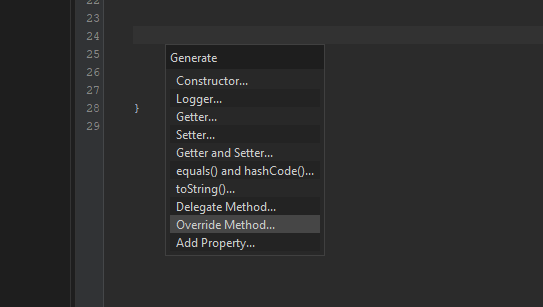 22
23
24
Generate
25
Constructor...
26
Logger...
Getter...
27
Setter...
28 }
Getter and Setter...
29
equals() and hashCode()...
toString()...
Delegate Method...
Override Method...
Add Property...